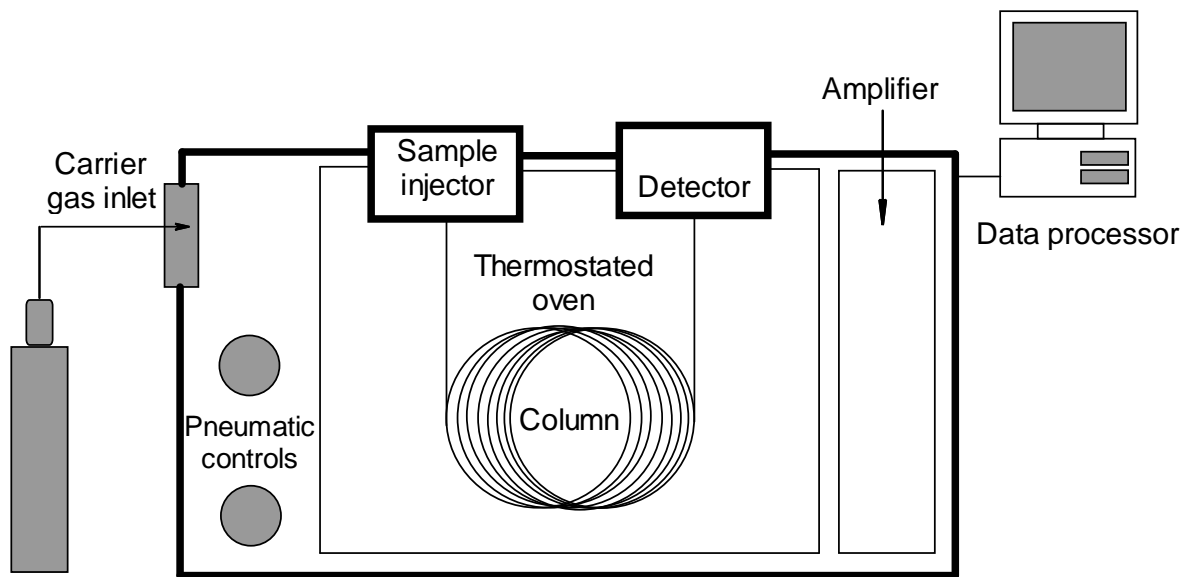 Amplifier
Carrier
gas inlet
Sample
injector
Detector
Data processor
Thermostated
oven
Column
Pneumatic
controls